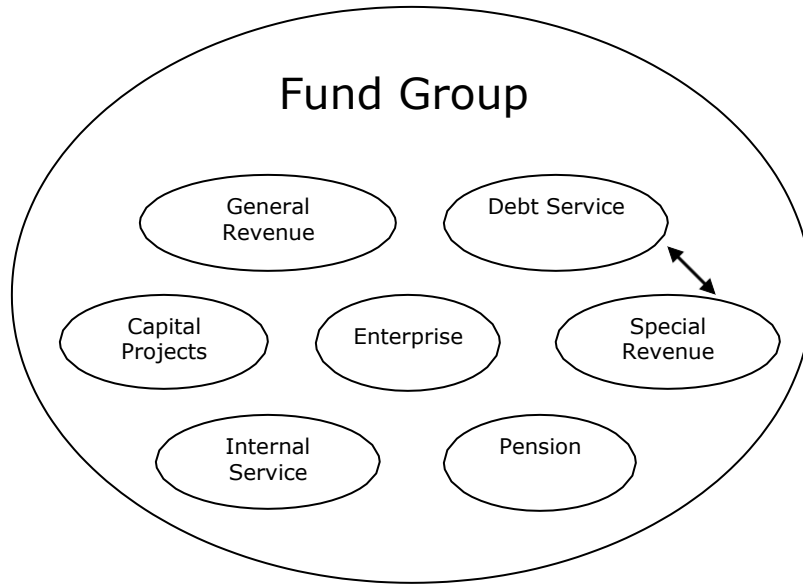 Fund Group
General
Revenue
Debt Service
Capital
Projects
Enterprise
Special
Revenue
Internal
Service
Pension